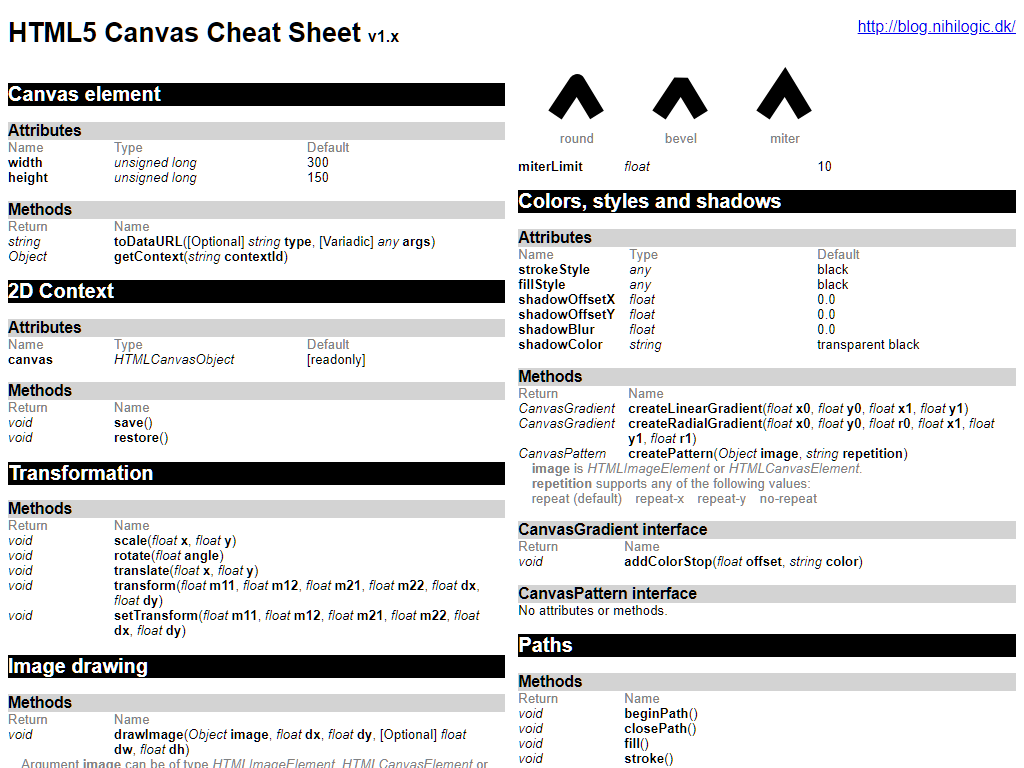 HTML5 Canvas Cheat Sheet v1.x
http://blog.nihilogic.dk/
Canvas element
Attributes
Name Type Default
width unsigned long 300
height unsigned long 150
Methods
Return Name
string toDataURL([Optional] string type, [Variadic] any args)
Object getContext(string contextId)
2D Context
Attributes
Name Type Default
canvas HTMLCanvasObject [readonly]
Methods
Return Name
void save()
void restore()
Transformation
Methods
Return Name
void scale(float x, float y)
void rotate(float angle)
void translate(float x, float y)
void transform(float m11, float m12, float m21, float m22, float dx,
float dy)
void setTransform(float m11, float m12, float m21, float m22, float
dx, float dy)
Image drawing
Methods
Return Name
void drawImage(Object image, float dx, float dy, [Optional] float
dw, float dh)
Argument image can be of type HTMLImageElement, HTMLCanvasElement or
round bevel miter
miterLimit float 10
Colors, styles and shadows
Attributes
Name Type Default
strokeStyle any black
fillStyle any black
shadowOffsetX float 0.0
shadowOffsetY float 0.0
shadowBlur float 0.0
shadowColor string transparent black
Methods
Return Name
CanvasGradient createLinearGradient(float x0, float y0, float x1, float y1)
CanvasGradient createRadialGradient(float x0, float y0, float r0, float x1, float
y1, float r1)
CanvasPattern createPattern(Object image, string repetition)
image is HTMLImageElement or HTMLCanvasElement.
repetition supports any of the following values:
repeat (default) repeat-x repeat-y no-repeat
CanvasGradient interface
Return Name
void addColorStop(float offset, string color)
CanvasPattern interface
No attributes or methods.
Paths
Methods
Return Name
void beginPath()
void closePath()
void fill()
void stroke()